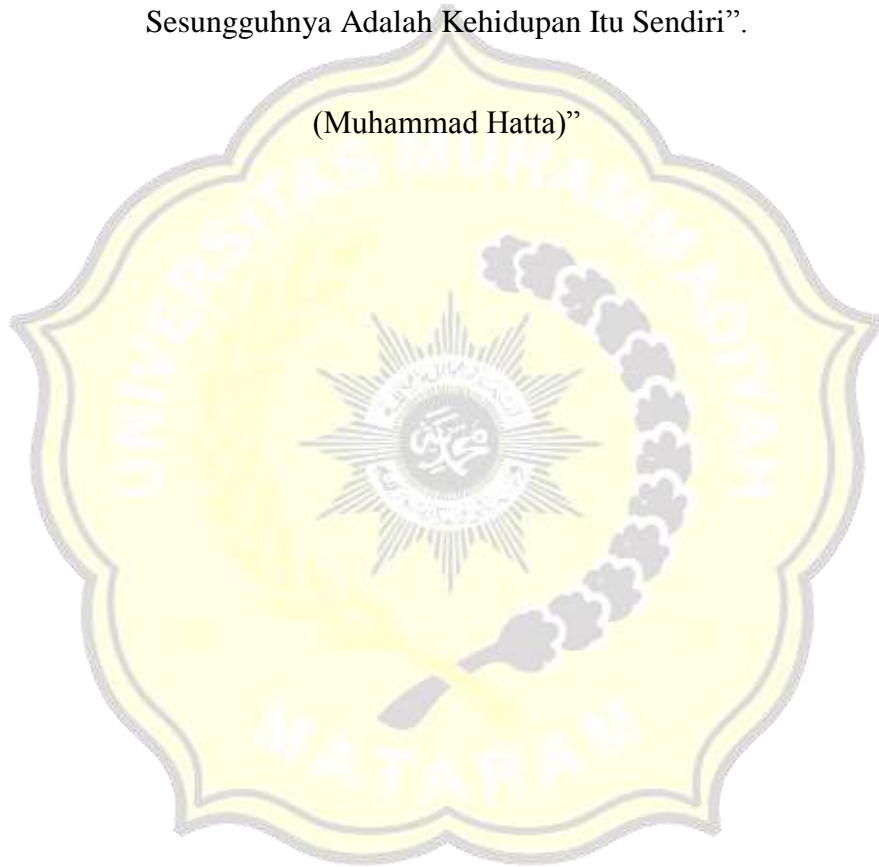 Sesungguhnya Adalah Kehidupan Itu Sendiri”.
(Muhammad Hatta)”
UNIVERSITAS MUHAMMADIYAH
MATARAM